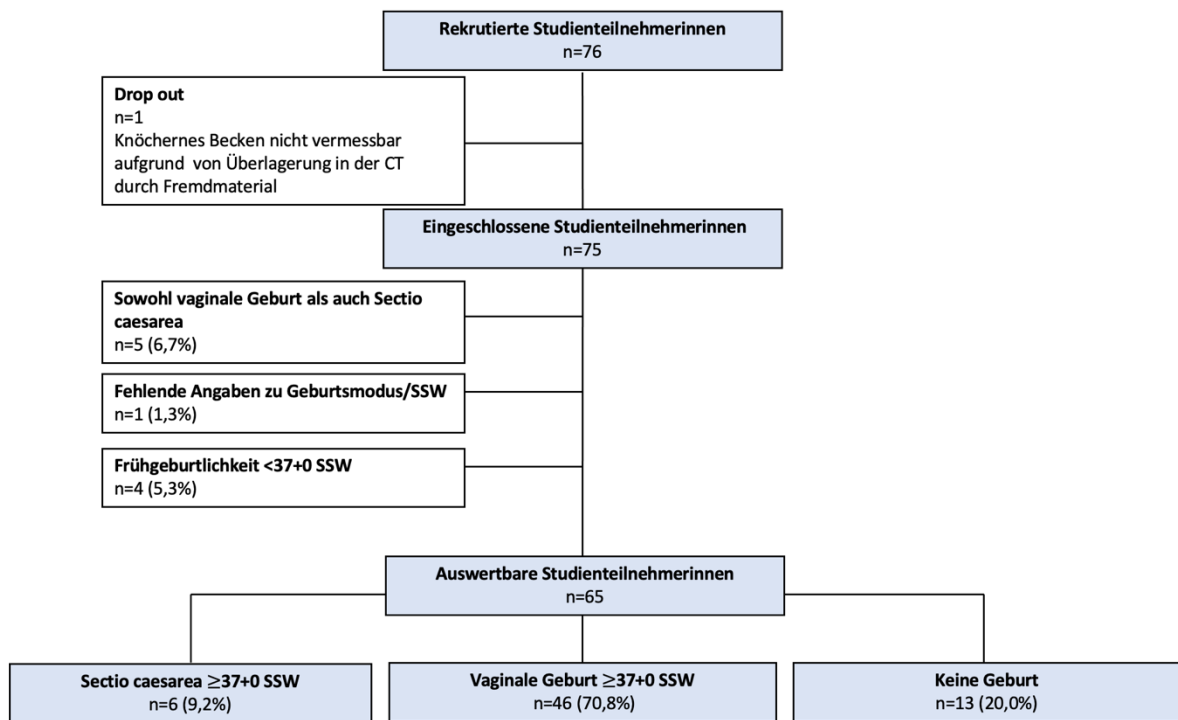 Rekrutierte Studienteilnehmerinnen
n=76
Drop out
n=1
Knöchernes Becken nicht vermessbar
aufgrund von Überlagerung in der CT
durch Fremdmaterial
Eingeschlossene Studienteilnehmerinnen
n=75
Sowohl vaginale Geburt als auch Sectio
caesarea
n=5 (6,7%)
Fehlende Angaben zu Geburtsmodus/SSW
n=1 (1,3%)
Frühgeburtlichkeit <37+0 SSW
n=4 (5,3%)
Auswertbare Studienteilnehmerinnen
n=65
Sectio caesarea ≥37+0 SSW
n=6 (9,2%)
Vaginale Geburt ≥37+0 SSW
n=46 (70,8%)
Keine Geburt
n=13 (20,0%)